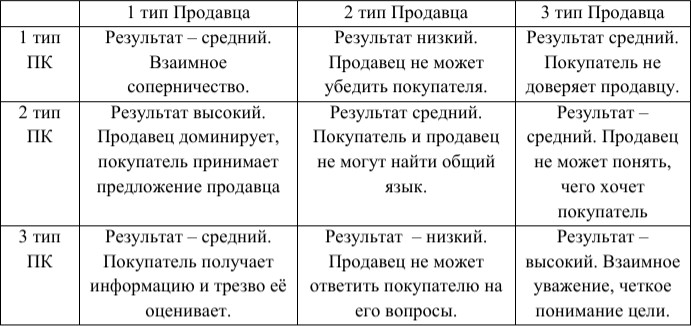 1 тип Продавца
2 тип Продавца
3 тип Продавца
1 тип
ПК
Результат – средний.
Взаимное
соперничество.
Результат низкий.
Продавец не может
убедить покупателя.
Результат средний.
Покупатель не
доверяет продавцу.
2 тип
ПК
Результат высокий.
Продавец доминирует,
покупатель принимает
предложение продавца
Результат средний.
Покупатель и продавец
не могут найти общий
язык.
Результат –
средний. Продавец
не может понять,
чего хочет
покупатель
3 тип
ПК
Результат – средний.
Покупатель получает
информацию и трезво её
оценивает.
Результат – низкий.
Продавец не может
ответить покупателю на
его вопросы.
Результат –
высокий. Взаимное
уважение, четкое
понимание цели.